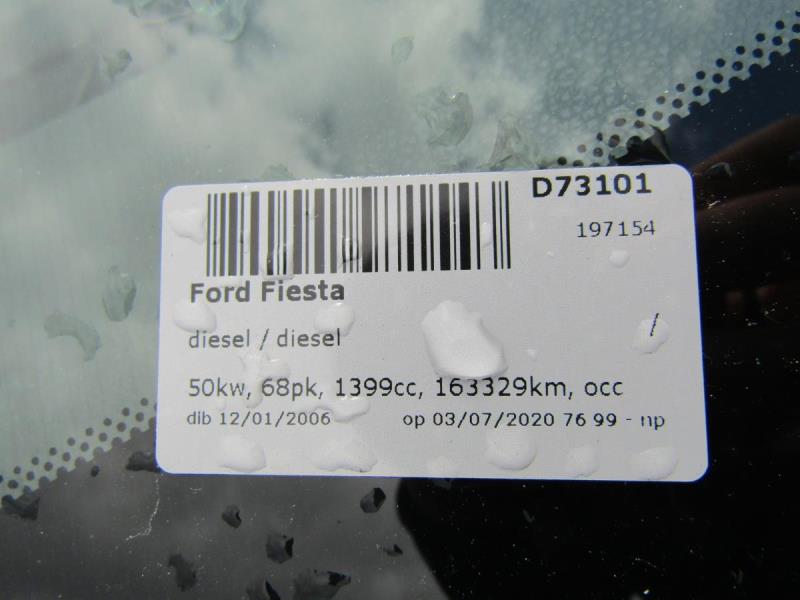 D73101
197154
Ford Fiesta
diesel / diesel
/
50kw, 68pk, 1399cc, 163329km, occ
dib 12/01/2006 op 03/07/2020 76 99 - np